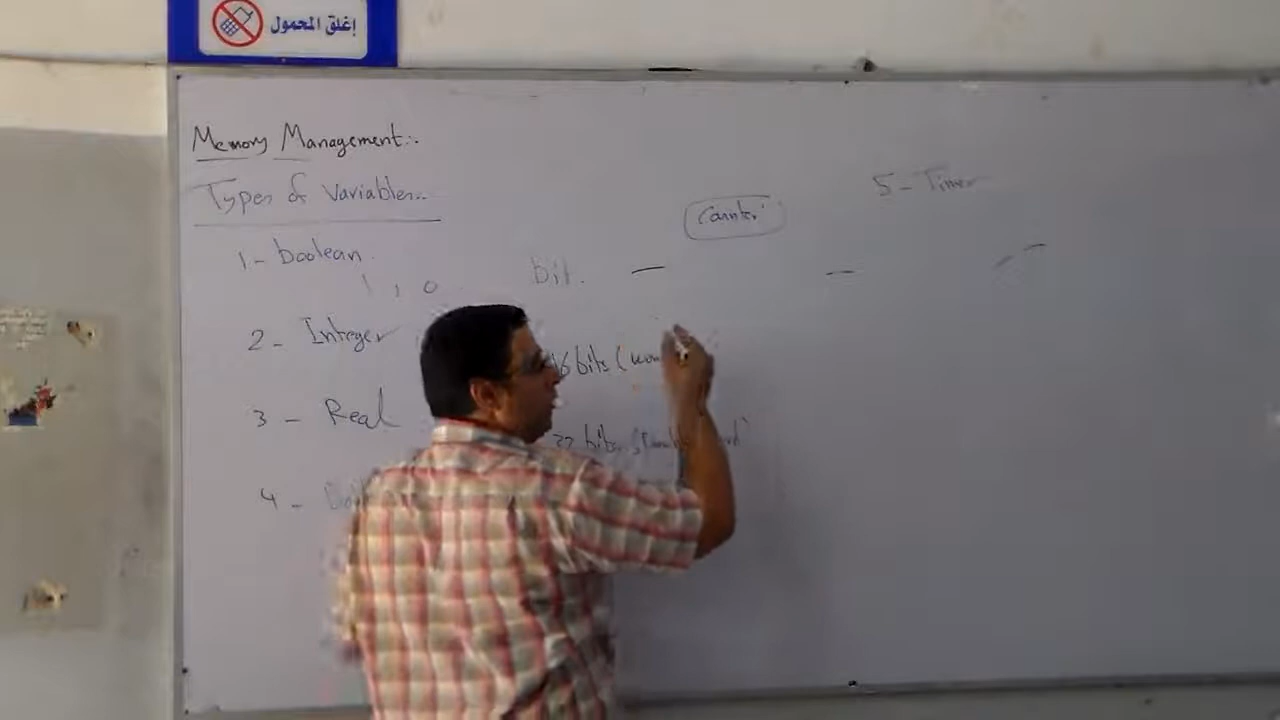 إغلق المحمول
Memory Management:.
Types of Variables..
5 - Timer
Counter
1 - boolean.
1 , 0
bit.
2 - Integer
16 bits (
3 - Real
32 bits
4 -